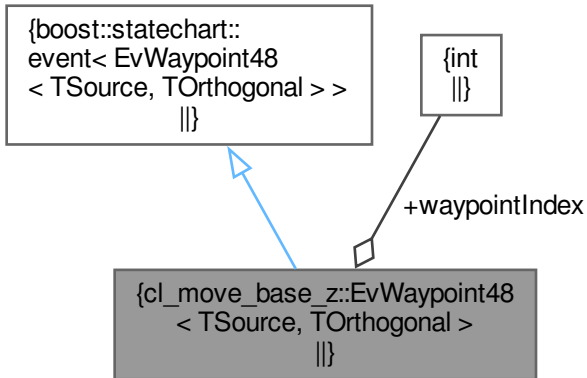 {boost::statechart::
event< EvWaypoint48
< TSource, TOrthogonal > >
||}
{int
||}
+waypointIndex
{cl_move_base_z::EvWaypoint48
< TSource, TOrthogonal >
||}